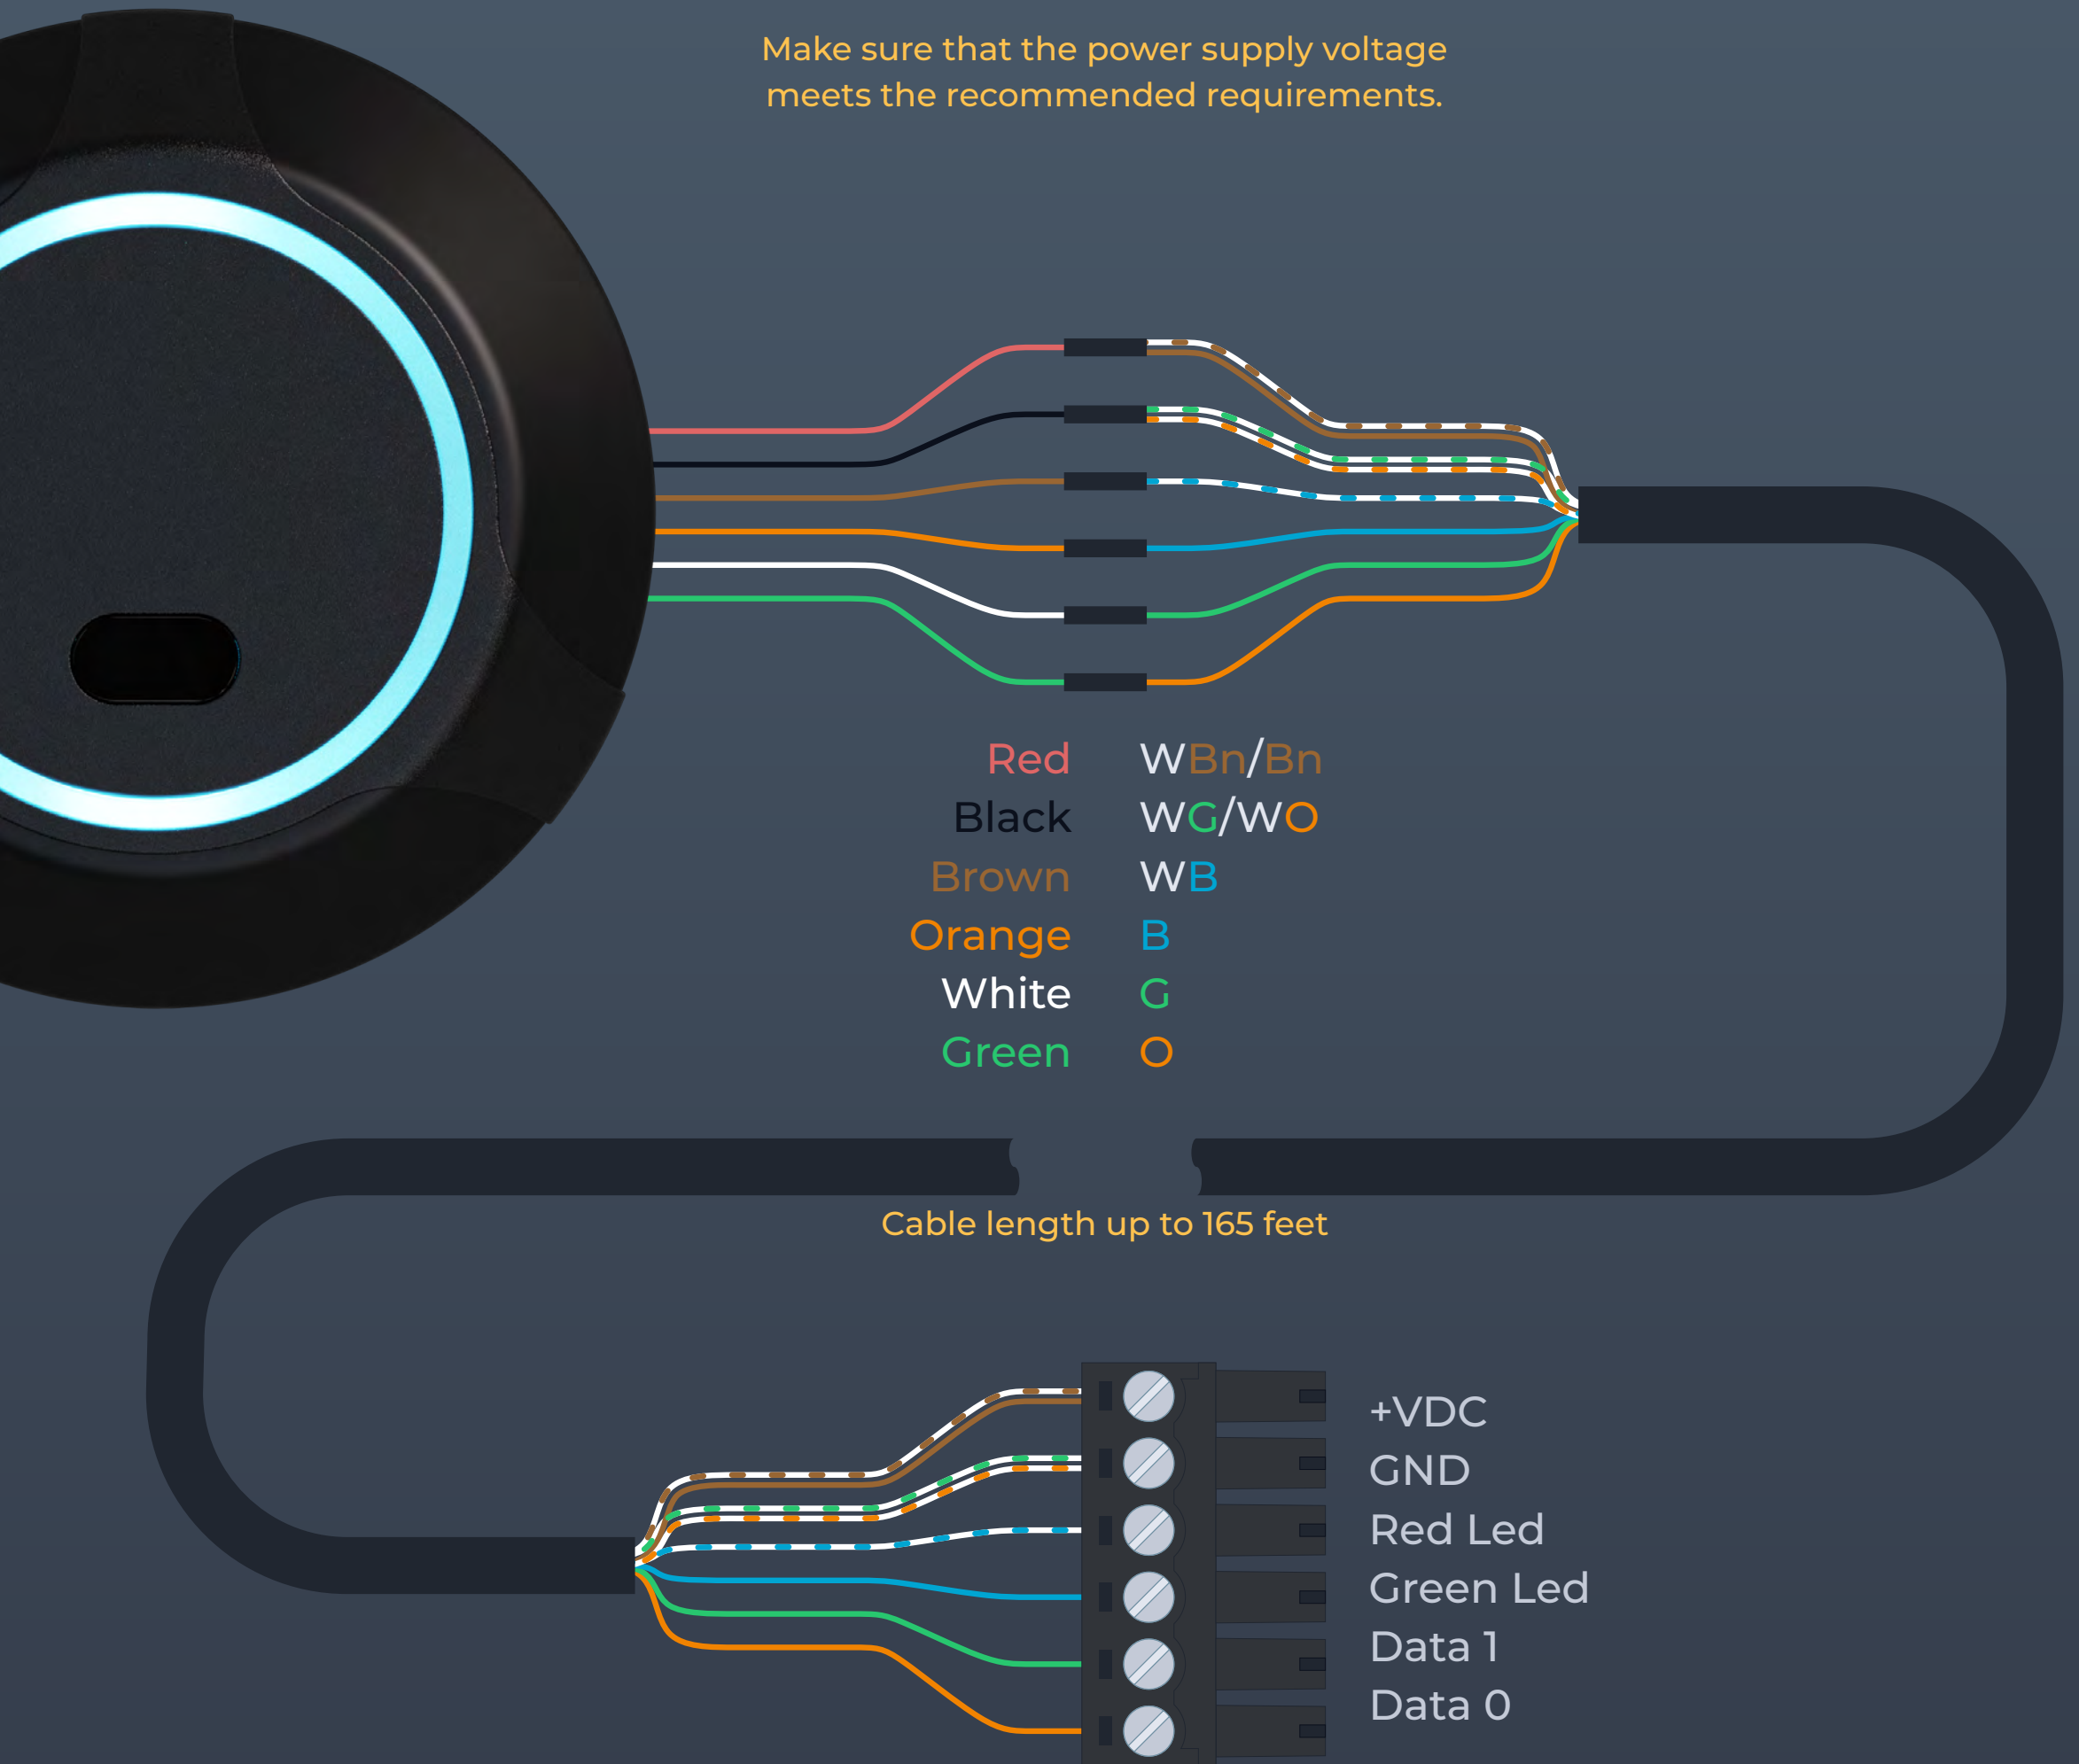 Make sure that the power supply voltage
meets the recommended requirements.
Red WBn/Bn
Black WG/WO
Brown WB
Orange B
White G
Green O
Cable length up to 165 feet
+VDC
GND
Red Led
Green Led
Data 1
Data 0